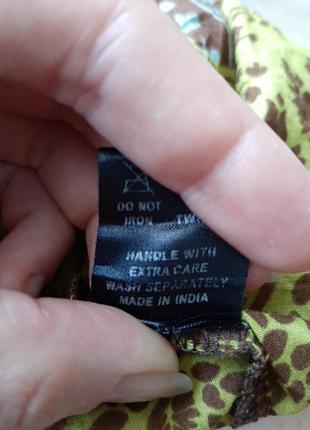 DO NOT
IRON
HANDLE WITH
EXTRA CARE
WASH SEPARATELY
MADE IN INDIA